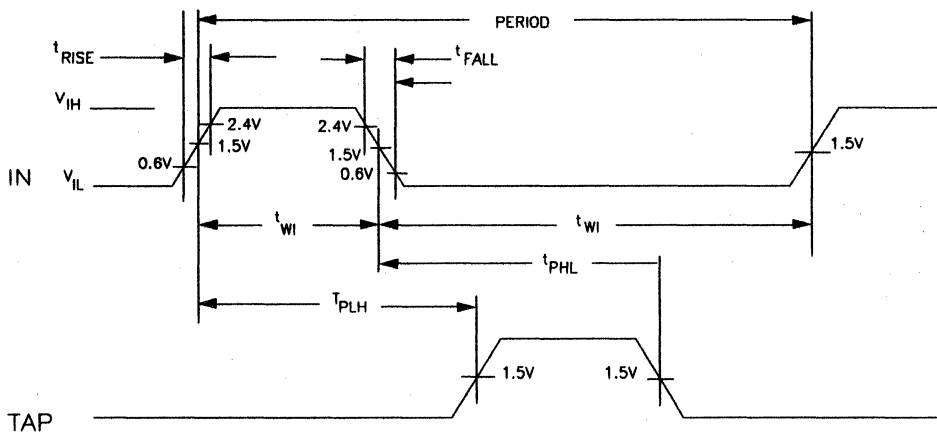 PERIOD
tRISE
tFALL
VIH
2.4V
2.4V
1.5V
1.5V
1.5V
0.6V
0.6V
IN
VIL
tWI
tWI
tPHL
TPLH
1.5V
1.5V
TAP